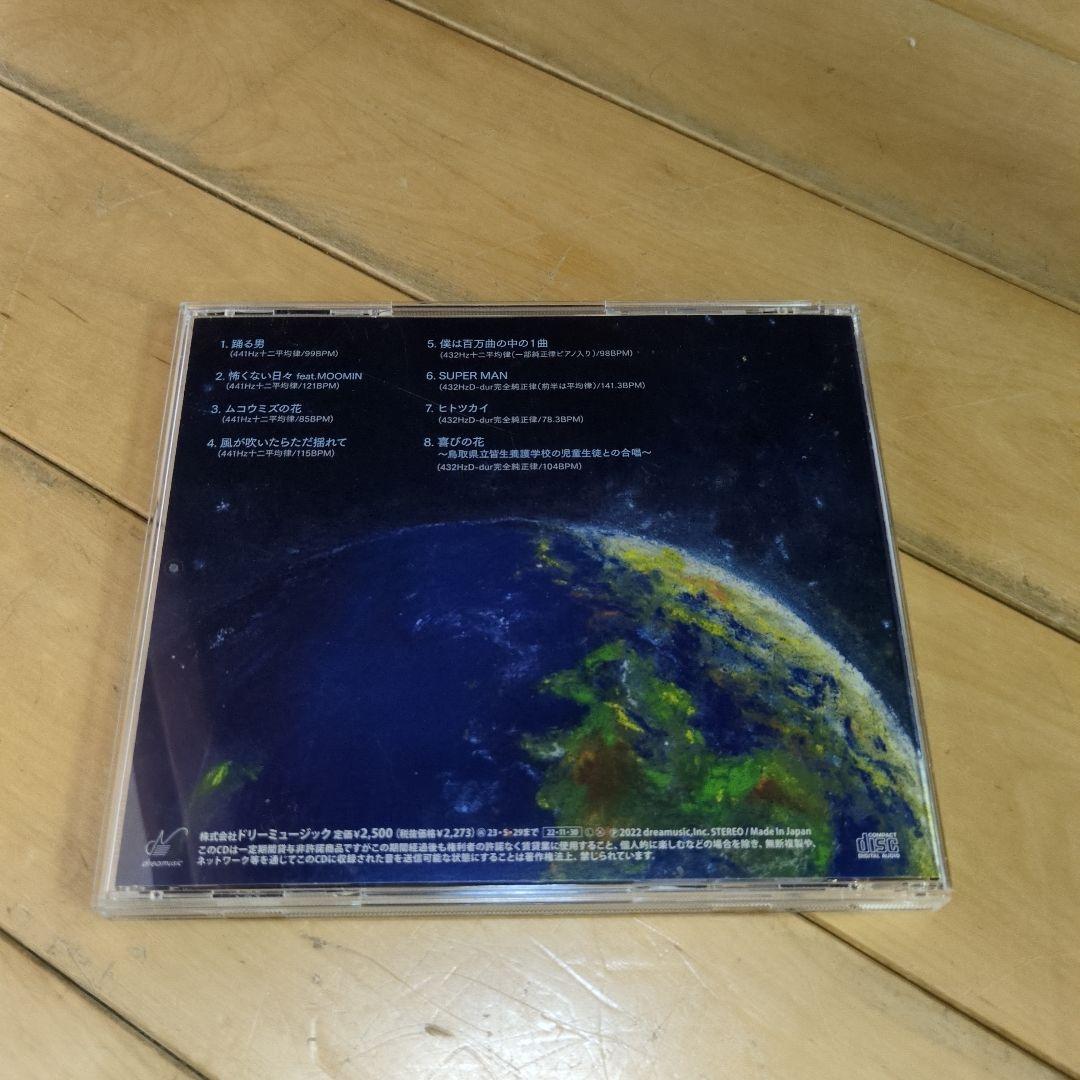 1. 踊る男
(441Hz十二平均律/99BPM)
2. 怖くない日々 feat.MOOMIN
(441Hz十二平均律/121BPM)
3. ムコウミズの花
(441Hz十二平均律/85BPM)
4. 風が吹いたらただ揺れて
(441Hz十二平均律/115BPM)
5. 僕は百万曲の中の1曲
(432Hz十二平均律(一部純正律ピアノ入り)/98BPM)
6. SUPER MAN
(432HzD-dur完全純正律(前半は平均律)/141.3BPM)
7. ヒトツカイ
(432HzD-dur完全純正律/78.3BPM)
8. 喜びの花
〜鳥取県立皆生養護学校の児童生徒との合唱〜
(432HzD-dur完全純正律/104BPM)
dreamusic
株式会社ドリーミュージック 定価¥2,500 (税抜価格¥2,273) 23・5・29まで 22・11・30 Ⓟ2022 dreamusic,Inc. STEREO / Made In Japan
このCDは一定期間貸与非許諾商品ですがこの期間経過後も権利者の許諾なく賃貸業に使用すること、個人的に楽しむなどの場合を除き、無断複製や、
ネットワーク等を通じてこのCDに収録された音を送信可能な状態にすることは著作権法上、禁じられています。
COMPACT
disc
DIGITAL AUDIO